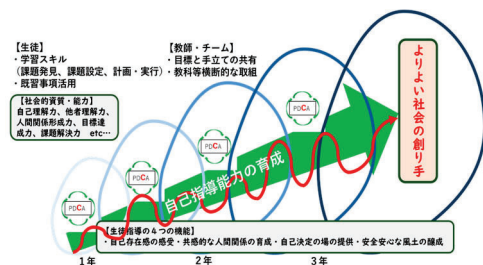 【生徒】
・学習スキル
(課題発見、課題設定、計画・実行)
・既習事項活用
【教師・チーム】
・目標と手立ての共有
・教科等横断的な取組
【社会的資質・能力】
自己理解力、他者理解力、
人間関係形成力、目標達
成力、課題解決力 etc…
PDCA
PDCA
PDCA
PDCA
自己指導能力の育成
よりよい社会の創り手
【生徒指導の4つの機能】
・自己存在感の感受・共感的な人間関係の育成・自己決定の場の提供・安全安心な風土の醸成
1年
2年
3年